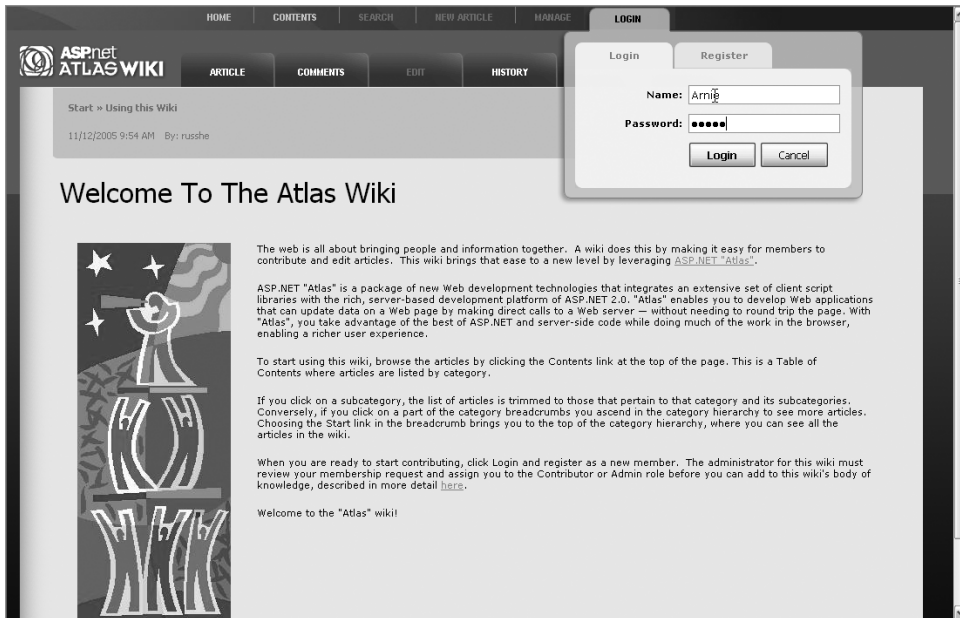 HOME CONTENTS SEARCH NEW ARTICLE MANAGE LOGIN
ASP.net
ATLAS WIKI
ARTICLE COMMENTS EDIT HISTORY
Login Register
Name: Arnie
Password: ●●●●●
Login Cancel
Start » Using this Wiki
11/12/2005 9:54 AM By: russhe
Welcome To The Atlas Wiki
The web is all about bringing people and information together. A wiki does this by making it easy for members to
contribute and edit articles. This wiki brings that ease to a new level by leveraging ASP.NET "Atlas".
ASP.NET "Atlas" is a package of new Web development technologies that integrates an extensive set of client script
libraries with the rich, server-based development platform of ASP.NET 2.0. "Atlas" enables you to develop Web applications
that can update data on a Web page by making direct calls to a Web server — without needing to round trip the page. With
"Atlas", you take advantage of the best of ASP.NET and server-side code while doing much of the work in the browser,
enabling a richer user experience.
To start using this wiki, browse the articles by clicking the Contents link at the top of the page. This is a Table of
Contents where articles are listed by category.
If you click on a subcategory, the list of articles is trimmed to those that pertain to that category and its subcategories.
Conversely, if you click on a part of the category breadcrumbs you ascend in the category hierarchy to see more articles.
Choosing the Start link in the breadcrumb brings you to the top of the category hierarchy, where you can see all the
articles in the wiki.
When you are ready to start contributing, click Login and register as a new member. The administrator for this wiki must
review your membership request and assign you to the Contributor or Admin role before you can add to this wiki's body of
knowledge, described in more detail here.
Welcome to the "Atlas" wiki!